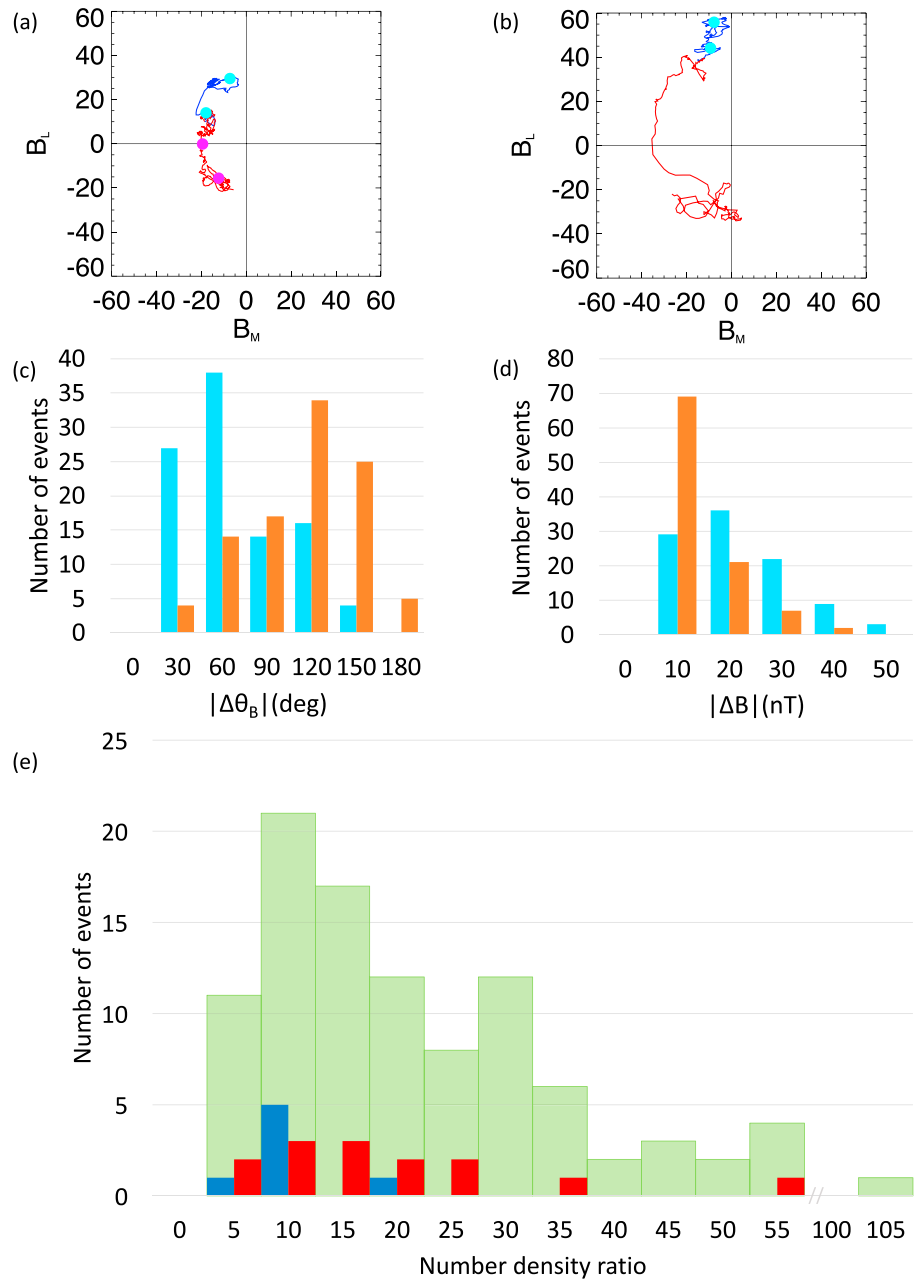 (a)
60
40
20
0
-20
-40
-60
B_L
-60 -40 -20 0 20 40 60
B_M
(b)
60
40
20
0
-20
-40
-60
B_L
-60 -40 -20 0 20 40 60
B_M
(c)
40
35
30
25
20
15
10
5
0
Number of events
0 30 60 90 120 150 180
|Δθ_B| (deg)
(d)
80
70
60
50
40
30
20
10
0
Number of events
0 10 20 30 40 50
|ΔB| (nT)
(e)
25
20
15
10
5
0
Number of events
0 5 10 15 20 25 30 35 40 45 50 55 // 100 105
Number density ratio